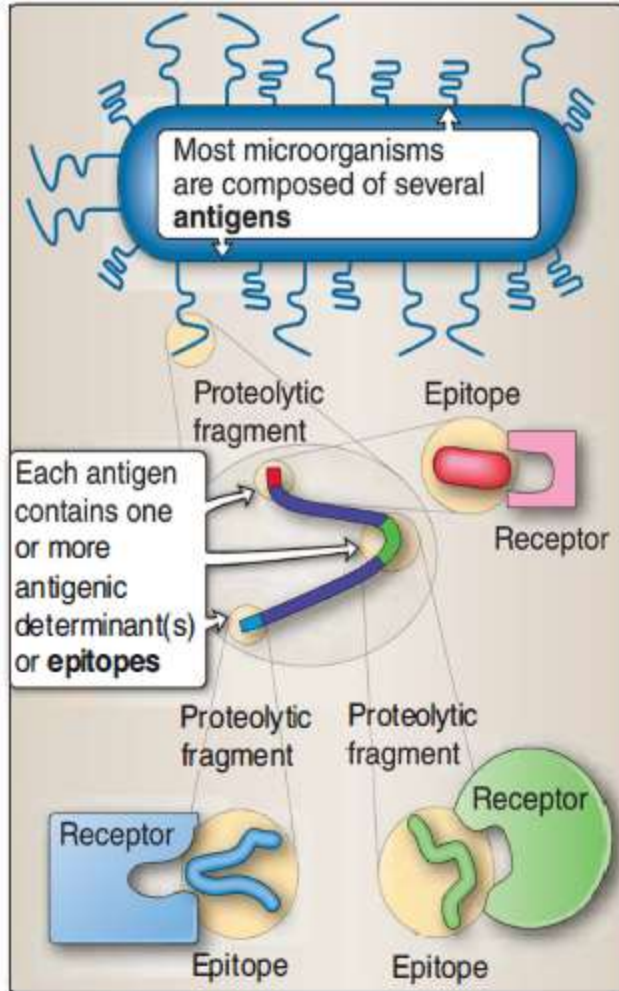 Most microorganisms
are composed of several
antigens
Proteolytic
fragment
Epitope
Receptor
Each antigen
contains one
or more
antigenic
determinant(s)
or epitopes
Proteolytic
fragment
Proteolytic
fragment
Receptor
Epitope
Receptor
Epitope